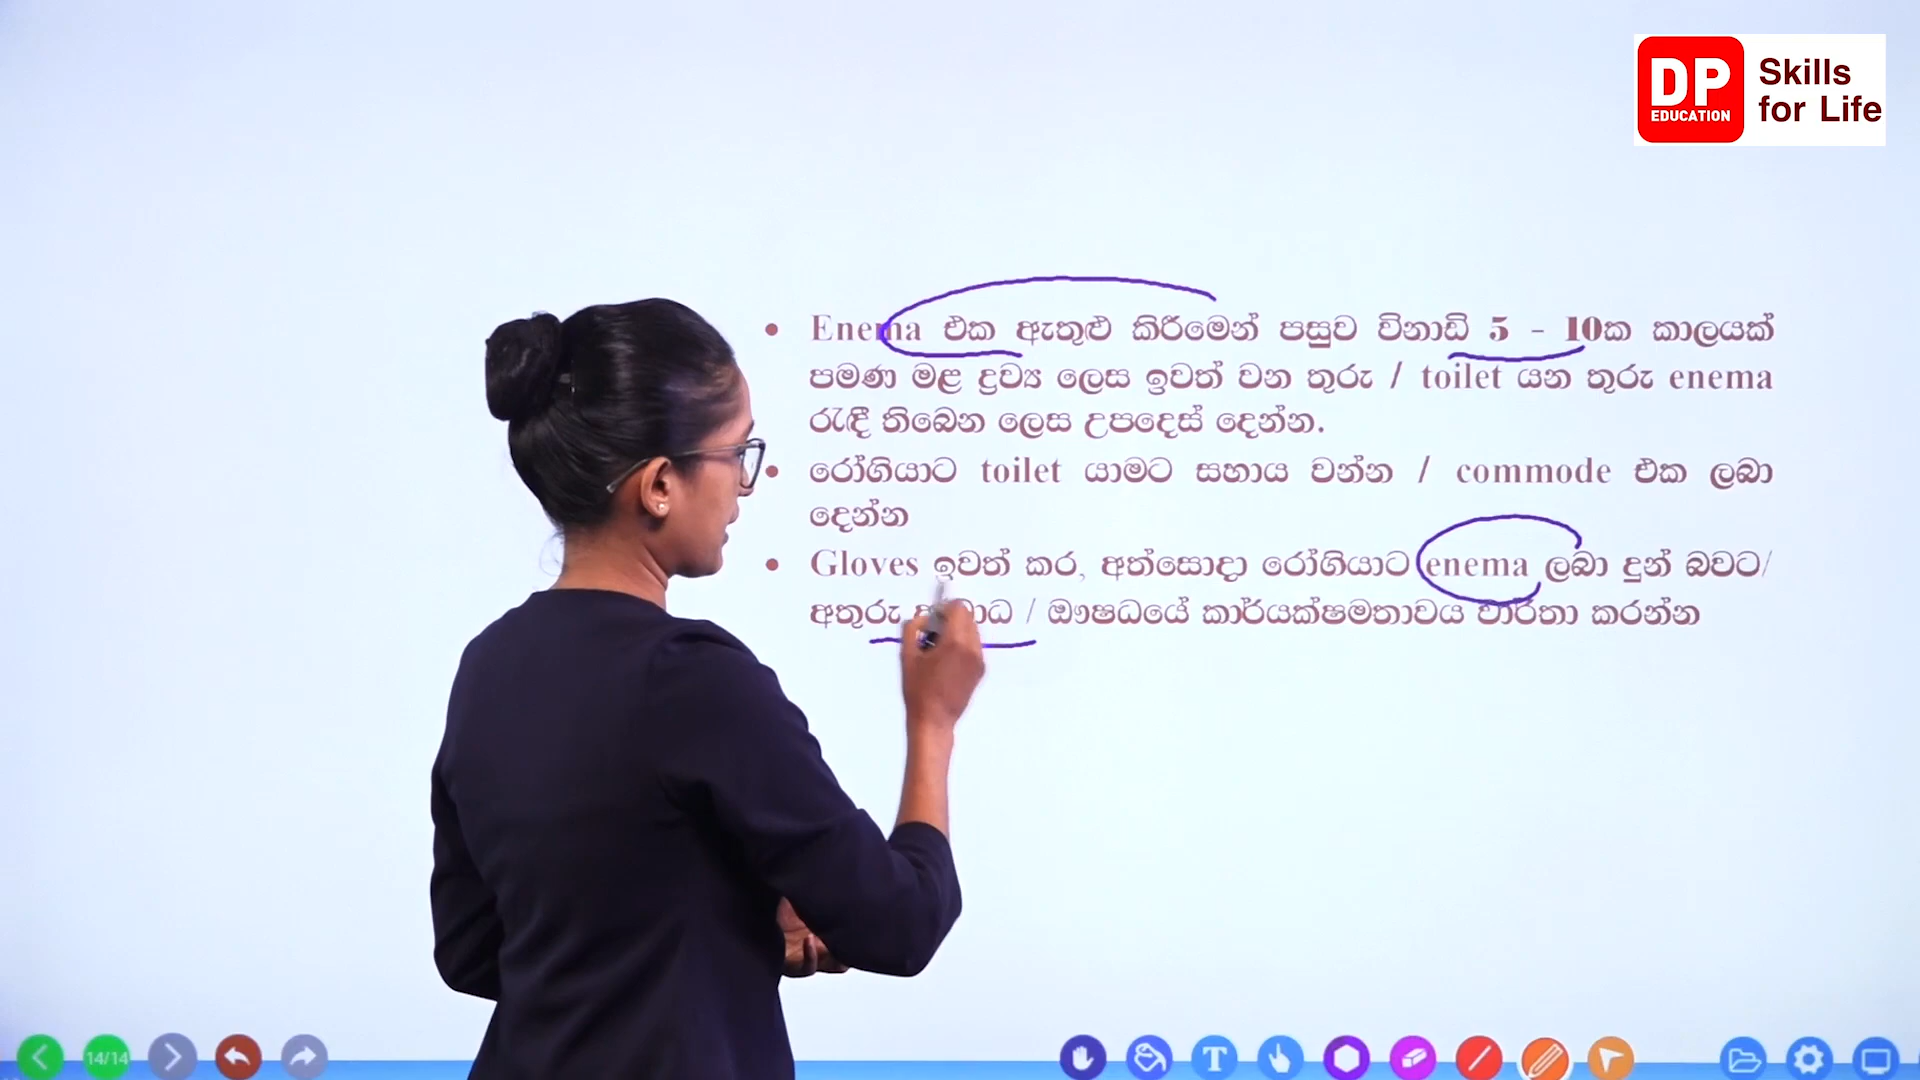 DP
EDUCATION
Skills
for Life
Enema එක ඇතුළු කිරීමෙන් පසුව විනාඩි 5 - 10ක කාලයක්
පමණ මළ ද්‍රව්‍ය ලෙස ඉවත් වන තුරු / toilet යන තුරු enema
රැඳී තිබෙන ලෙස උපදෙස් දෙන්න.
රෝගියාට toilet යාමට සහාය වන්න / commode එක ලබා
දෙන්න
Gloves ඉවත් කර, අත්සොදා රෝගියාට enema ලබා දුන් බවට/
අතුරු / ඖෂධයේ කාර්යක්ෂමතාවය වාර්තා කරන්න
14/14
T